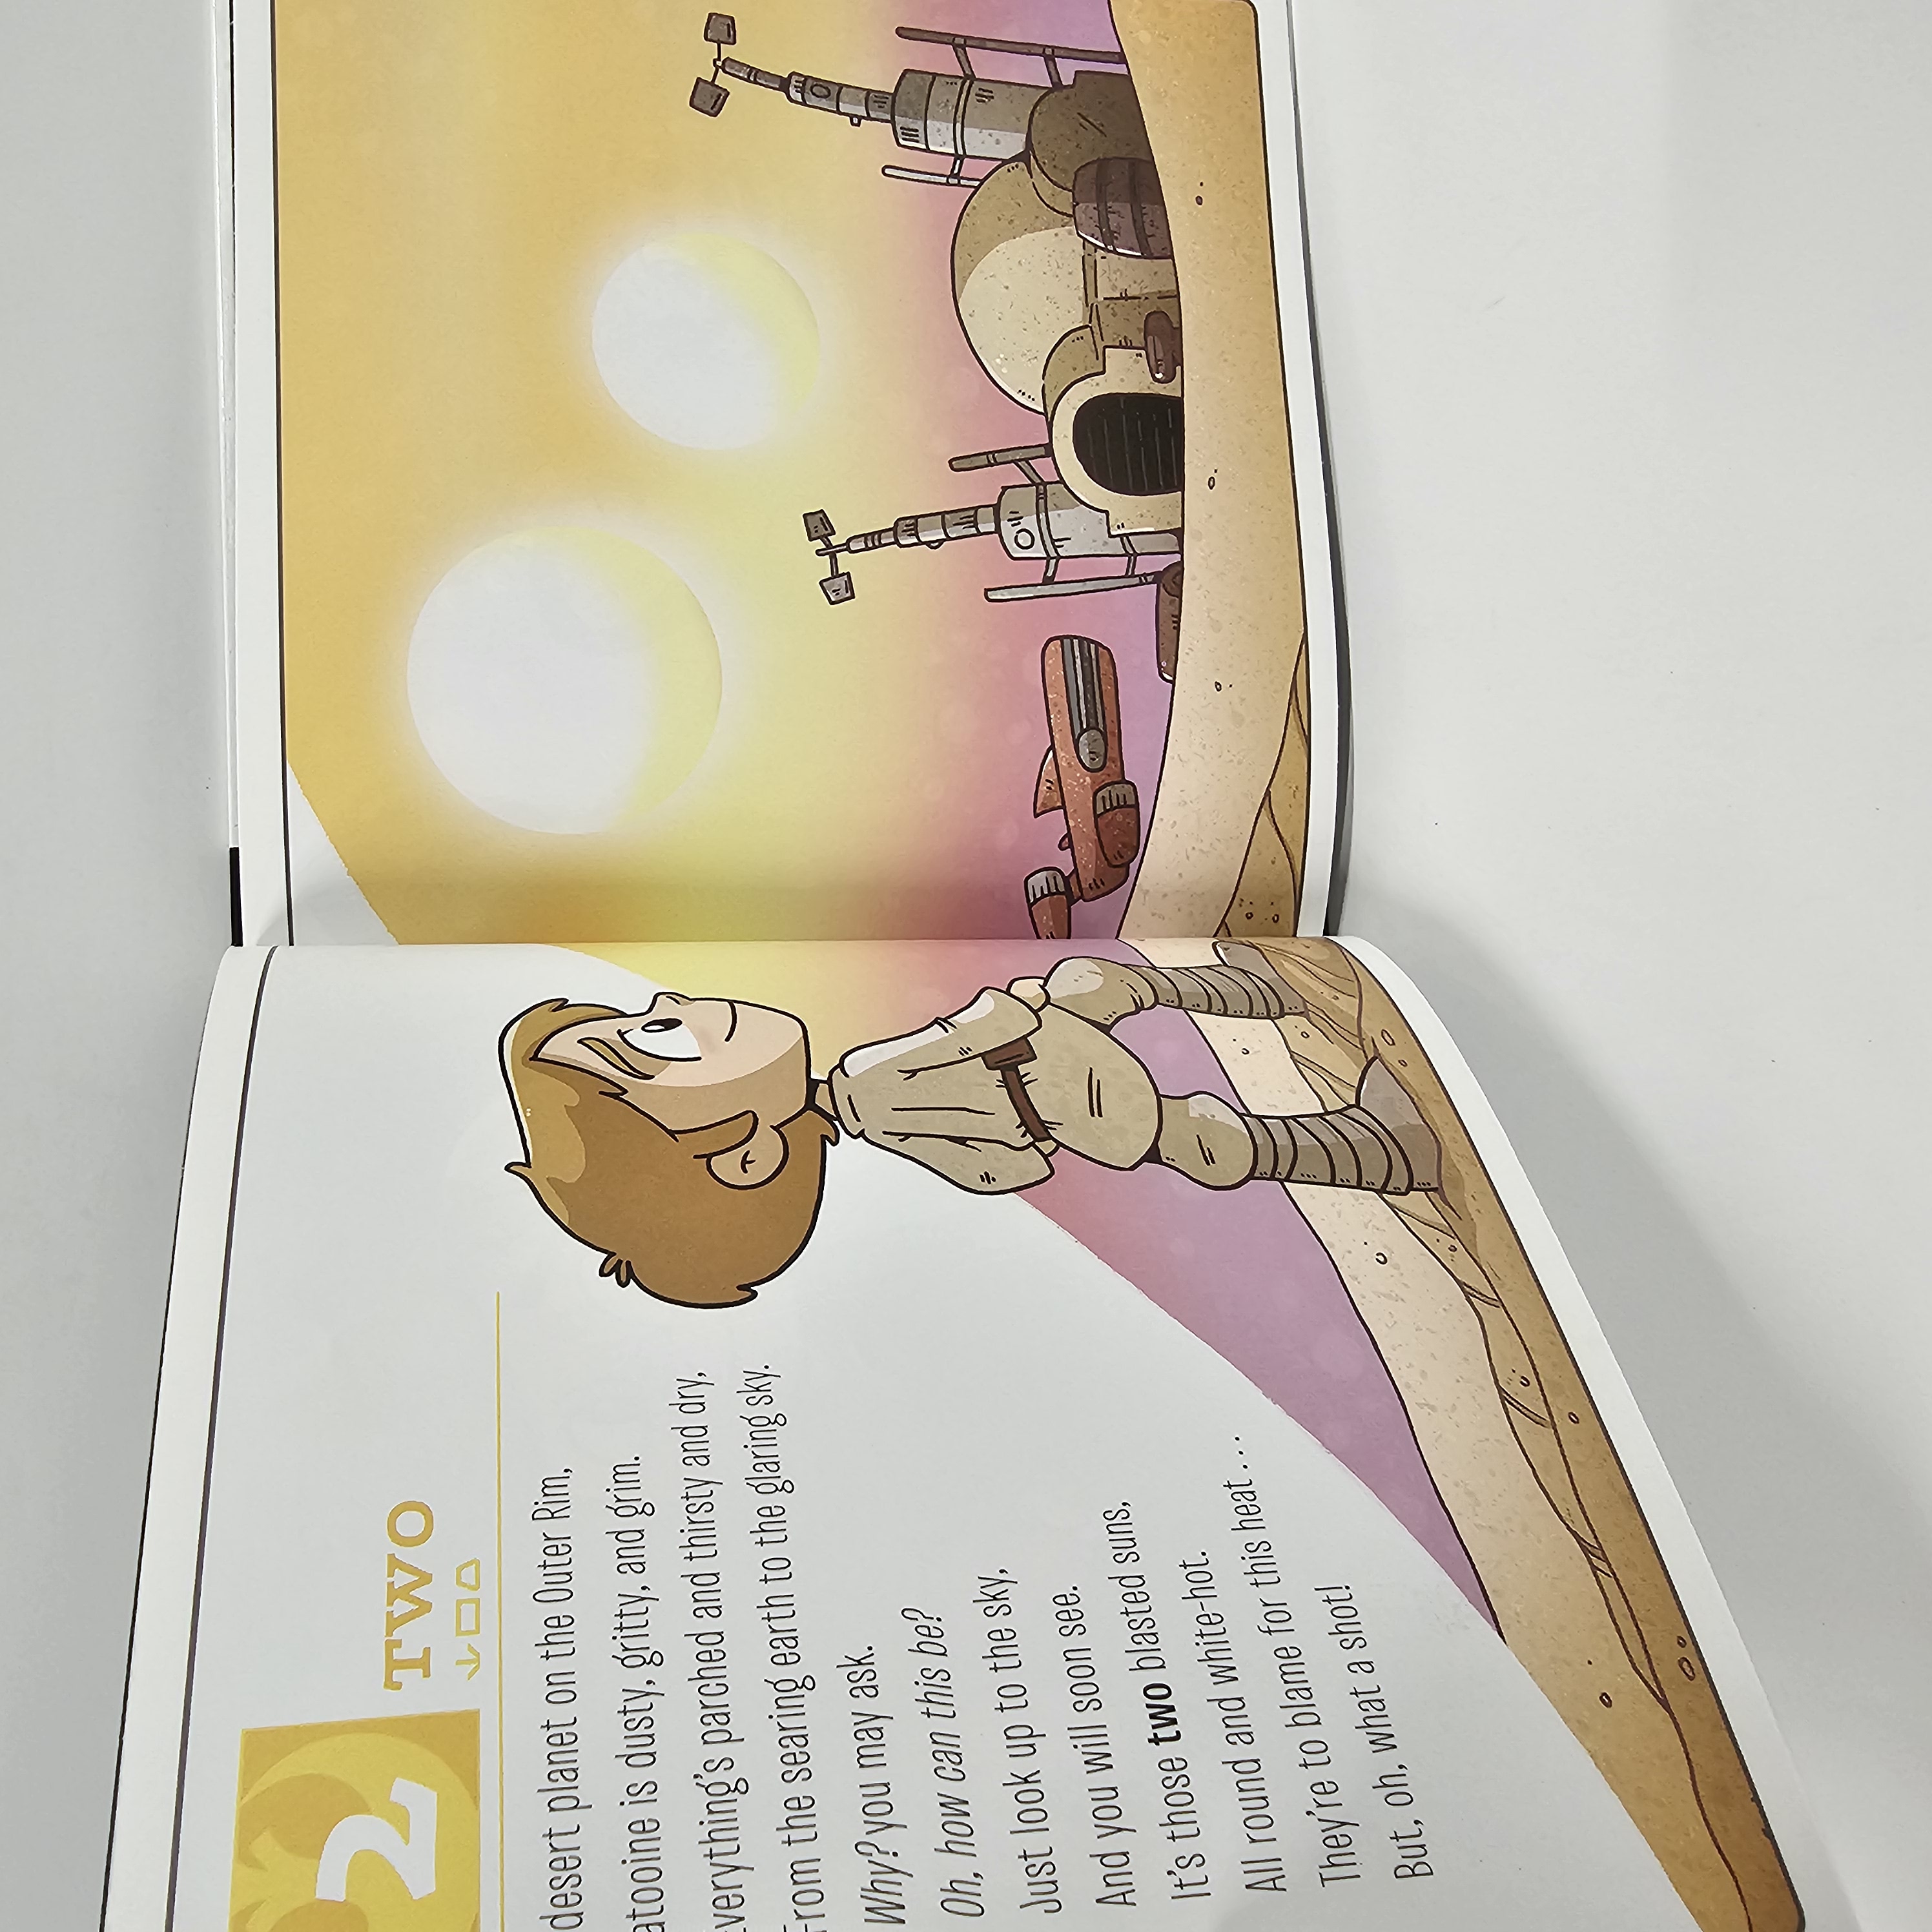 2
TWO
desert planet on the Outer Rim,
atooine is dusty, gritty, and grim.
Everything's parched and thirsty and dry,
From the searing earth to the glaring sky.
Why? you may ask.
Oh, how can this be?
Just look up to the sky,
And you will soon see.
It's those two blasted suns,
All round and white-hot.
They're to blame for this heat . . .
But, oh, what a shot!